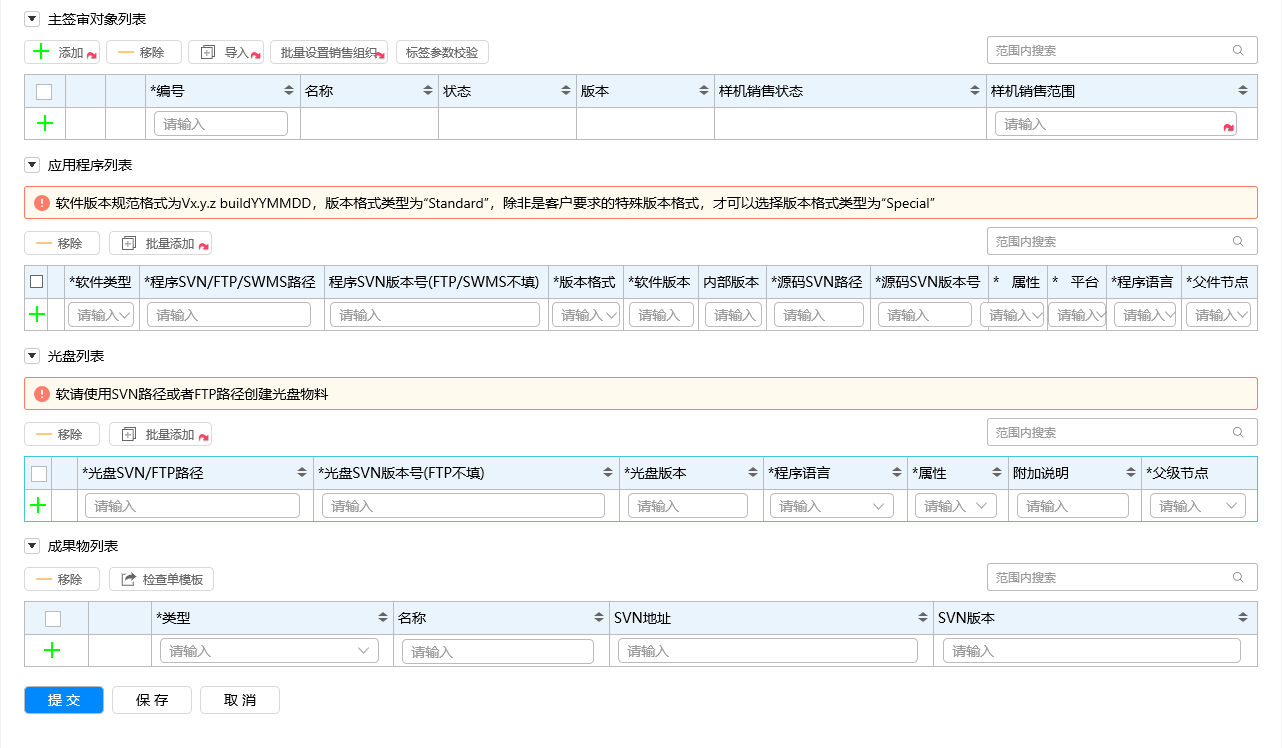 主签审对象列表
添加 移除 导入 批量设置销售组织 标签参数校验 范围内搜索
*编号 名称 状态 版本 样机销售状态 样机销售范围
请输入 请输入
应用程序列表
软件版本规范格式为Vx.y.z buildYYMMDD，版本格式类型为“Standard”，除非是客户要求的特殊版本格式，才可以选择版本格式类型为“Special”
移除 批量添加 范围内搜索
*软件类型 *程序SVN/FTP/SWMS路径 程序SVN版本号(FTP/SWMS不填) *版本格式 *软件版本 内部版本 *源码SVN路径 *源码SVN版本号 * 属性 * 平台 *程序语言 *父件节点
请输入 请输入 请输入 请输入 请输入 请输入 请输入 请输入 请输入 请输入 请输入 请输入
光盘列表
软请使用SVN路径或者FTP路径创建光盘物料
移除 批量添加 范围内搜索
*光盘SVN/FTP路径 *光盘SVN版本号(FTP不填) *光盘版本 *程序语言 *属性 附加说明 *父级节点
请输入 请输入 请输入 请输入 请输入 请输入 请输入
成果物列表
移除 检查单模板 范围内搜索
*类型 名称 SVN地址 SVN版本
请输入 请输入 请输入 请输入
提交 保存 取消